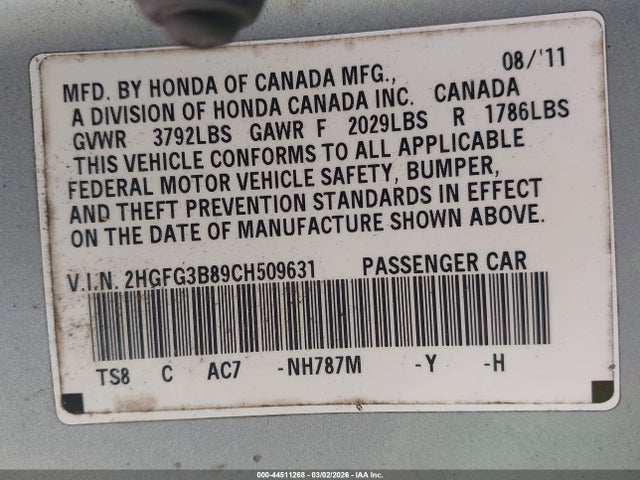 08/'11
MFD. BY HONDA OF CANADA MFG.,
A DIVISION OF HONDA CANADA INC. CANADA
GVWR 3792LBS GAWR F 2029LBS R 1786LBS
THIS VEHICLE CONFORMS TO ALL APPLICABLE
FEDERAL MOTOR VEHICLE SAFETY, BUMPER,
AND THEFT PREVENTION STANDARDS IN EFFECT
ON THE DATE OF MANUFACTURE SHOWN ABOVE.
V.I.N. 2HGFG3B89CH509631 PASSENGER CAR
TS8 C AC7 -NH787M -Y -H
000-44511268 - 03/02/2026 - IAA Inc.